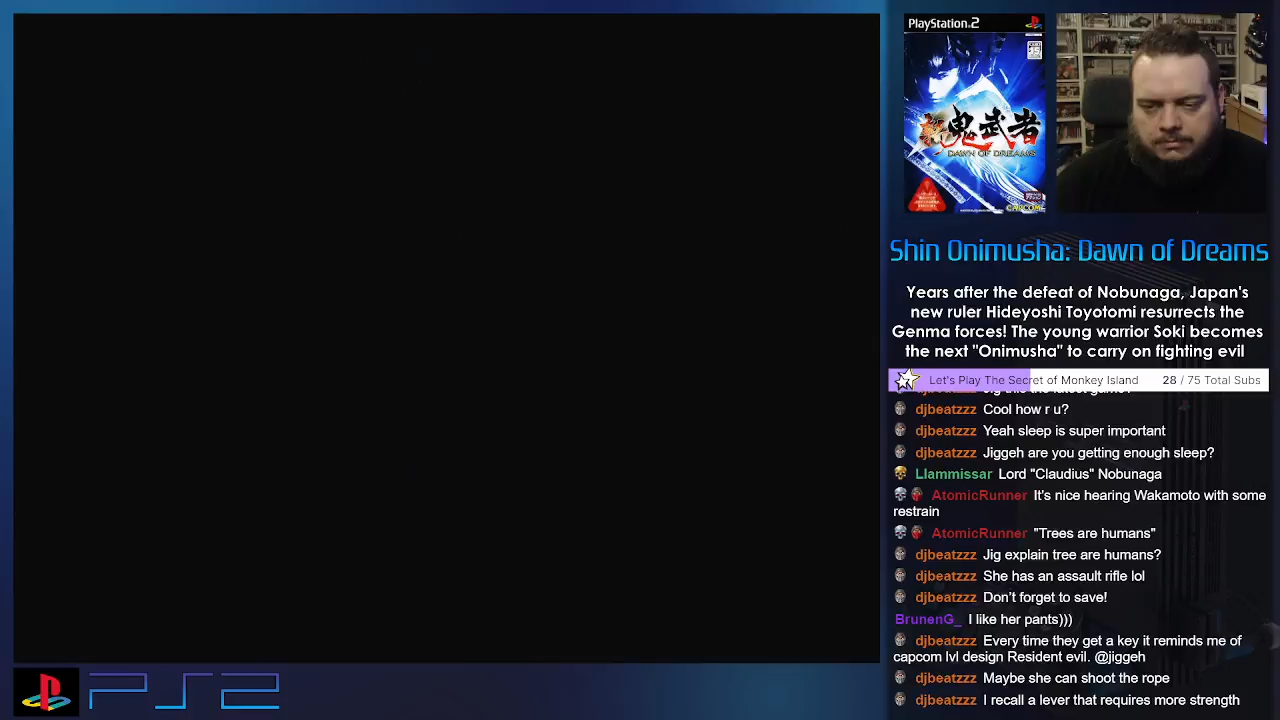 PlayStation.2
新鬼武者
DAWN OF DREAMS
CAPCOM
Shin Onimusha: Dawn of Dreams
Years after the defeat of Nobunaga, Japan's
new ruler Hideyoshi Toyotomi resurrects the
Genma forces! The young warrior Soki becomes
the next "Onimusha" to carry on fighting evil
Let's Play The Secret of Monkey Island 28 / 75 Total Subs
djbeatzzz Cool how r u?
djbeatzzz Yeah sleep is super important
djbeatzzz Jiggeh are you getting enough sleep?
Llammissar Lord "Claudius" Nobunaga
AtomicRunner It's nice hearing Wakamoto with some
restrain
AtomicRunner "Trees are humans"
djbeatzzz Jig explain tree are humans?
djbeatzzz She has an assault rifle lol
djbeatzzz Don't forget to save!
BrunenG_ I like her pants)))
djbeatzzz Every time they get a key it reminds me of
capcom lvl design Resident evil. @jiggeh
djbeatzzz Maybe she can shoot the rope
djbeatzzz I recall a lever that requires more strength
PS2